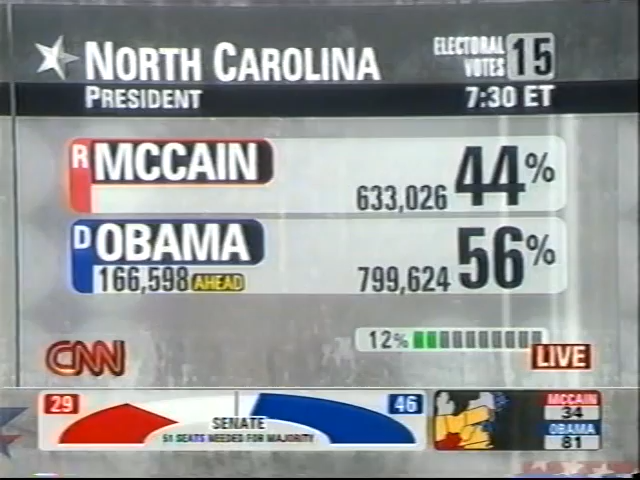 NORTH CAROLINA
ELECTORAL VOTES 15
PRESIDENT
7:30 ET
R MCCAIN
633,026 44%
D OBAMA
166,598 AHEAD
799,624 56%
12%
CNN
LIVE
29
46
SENATE
51 SEATS NEEDED FOR MAJORITY
MCCAIN
34
OBAMA
81